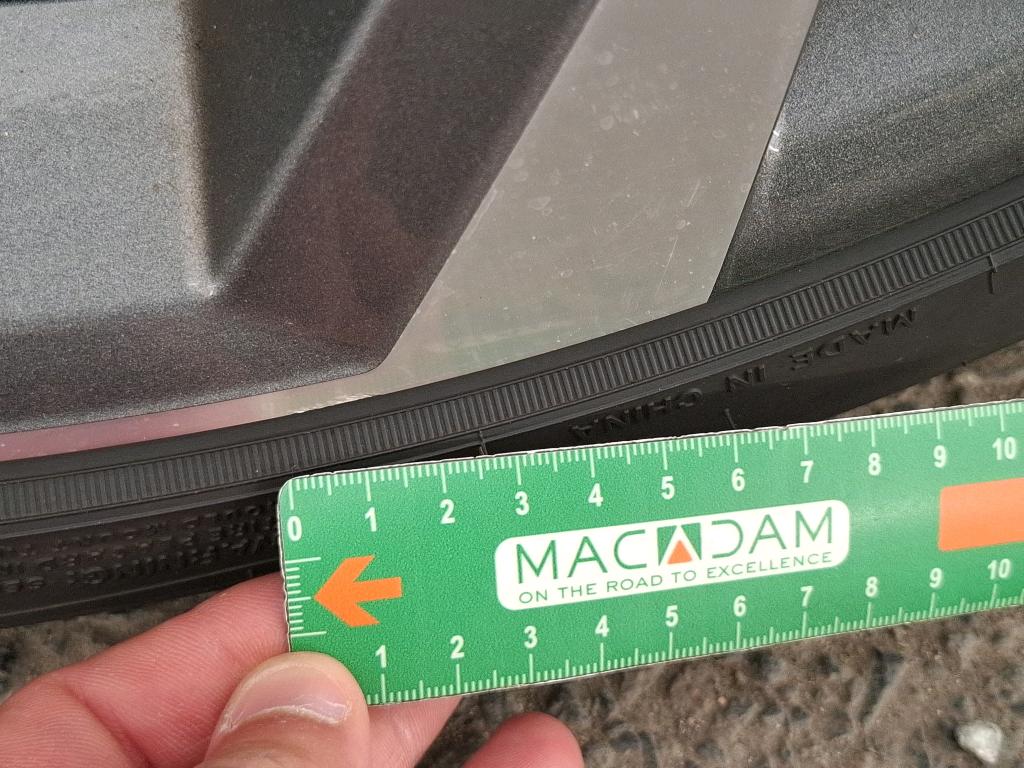 MADE IN CHINA
0 1 2 3 4 5 6 7 8 9 10
MACADAM
ON THE ROAD TO EXCELLENCE
1 2 3 4 5 6 7 8 9 10